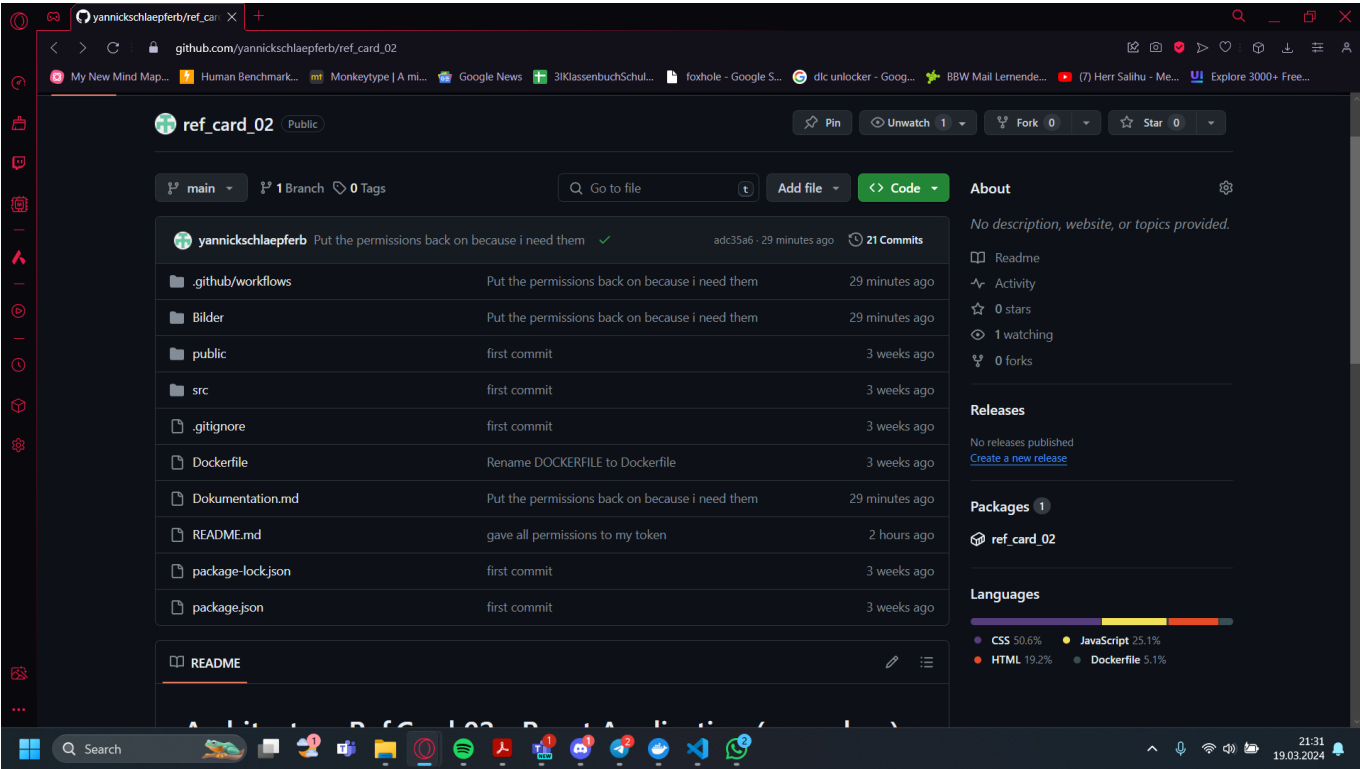 yannickschlaepferb/ref_car
github.com/yannickschlaepferb/ref_card_02
My New Mind Map...
Human Benchmark...
mt Monkeytype | A mi...
Google News
3IKlassenbuchSchul...
foxhole - Google S...
dlc unlocker - Goog...
BBW Mail Lernende...
(7) Herr Salihu - Me...
UI Explore 3000+ Free...
ref_card_02 Public
Pin
Unwatch 1
Fork 0
Star 0
main
1 Branch
0 Tags
Go to file t
Add file
Code
yannickschlaepferb Put the permissions back on because i need them
adc35a6 · 29 minutes ago
21 Commits
.github/workflows Put the permissions back on because i need them 29 minutes ago
Bilder Put the permissions back on because i need them 29 minutes ago
public first commit 3 weeks ago
src first commit 3 weeks ago
.gitignore first commit 3 weeks ago
Dockerfile Rename DOCKERFILE to Dockerfile 3 weeks ago
Dokumentation.md Put the permissions back on because i need them 29 minutes ago
README.md gave all permissions to my token 2 hours ago
package-lock.json first commit 3 weeks ago
package.json first commit 3 weeks ago
README
About
No description, website, or topics provided.
Readme
Activity
0 stars
1 watching
0 forks
Releases
No releases published
Create a new release
Packages 1
ref_card_02
Languages
CSS 50.6% JavaScript 25.1%
HTML 19.2% Dockerfile 5.1%
Search
1
1
NEW
1
2
2
21:31
19.03.2024